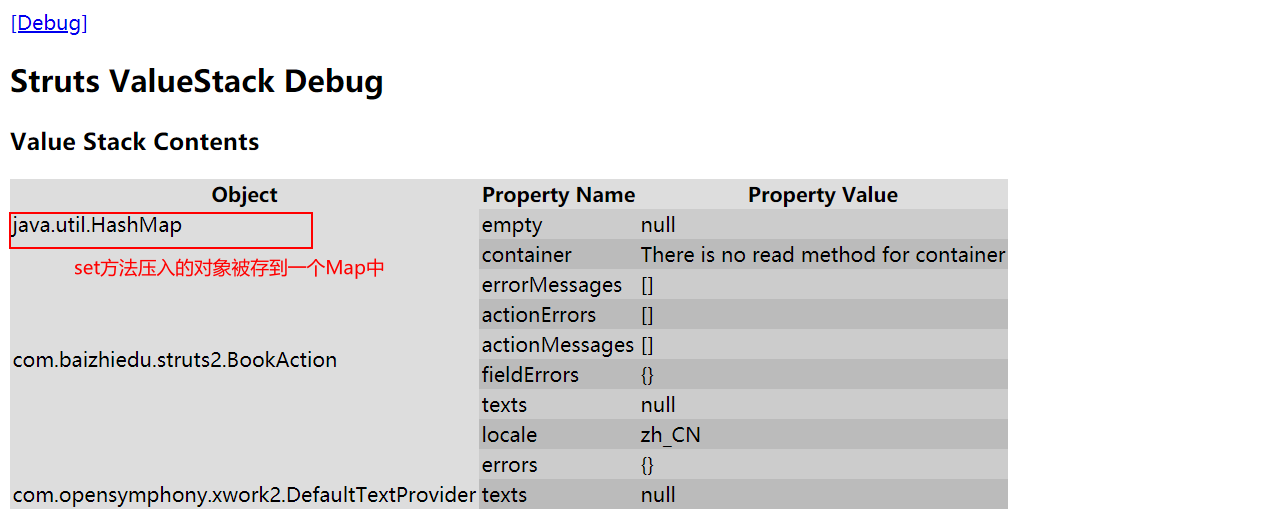 [Debug]
Struts ValueStack Debug
Value Stack Contents
Object Property Name Property Value
java.util.HashMap empty null
set方法压入的对象被存到一个Map中
container There is no read method for container
errorMessages []
actionErrors []
com.baizhiedu.struts2.BookAction actionMessages []
fieldErrors {}
texts null
locale zh_CN
errors {}
com.opensymphony.xwork2.DefaultTextProvider texts null